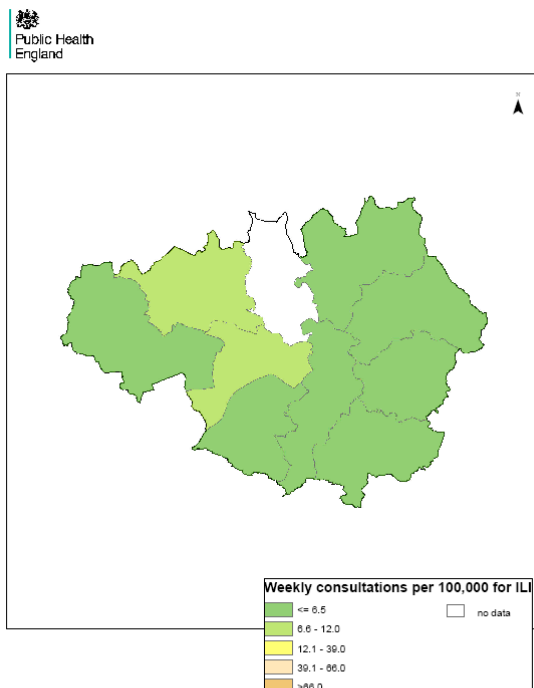 Public Health
England
N
Weekly consultations per 100,000 for ILI
<= 6.5
no data
6.6 - 12.0
12.1 - 39.0
39.1 - 66.0
>66.0